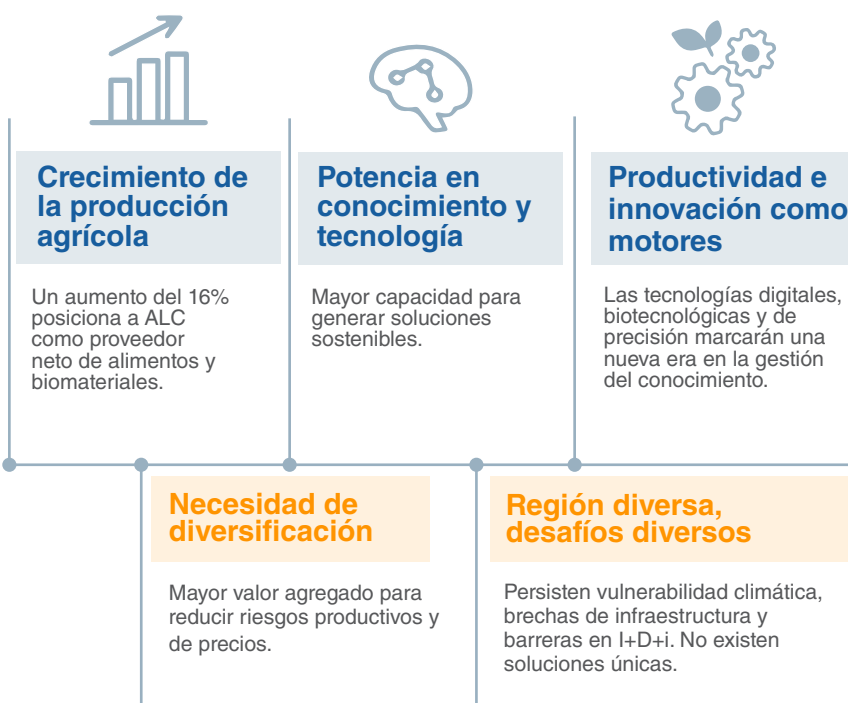 Crecimiento de
la producción
agrícola
Un aumento del 16%
posiciona a ALC
como proveedor
neto de alimentos y
biomateriales.
Potencia en
conocimiento y
tecnología
Mayor capacidad para
generar soluciones
sostenibles.
Productividad e
innovación como
motores
Las tecnologías digitales,
biotecnológicas y de
precisión marcarán una
nueva era en la gestión
del conocimiento.
Necesidad de
diversificación
Mayor valor agregado para
reducir riesgos productivos y
de precios.
Región diversa,
desafíos diversos
Persisten vulnerabilidad climática,
brechas de infraestructura y
barreras en I+D+i. No existen
soluciones únicas.